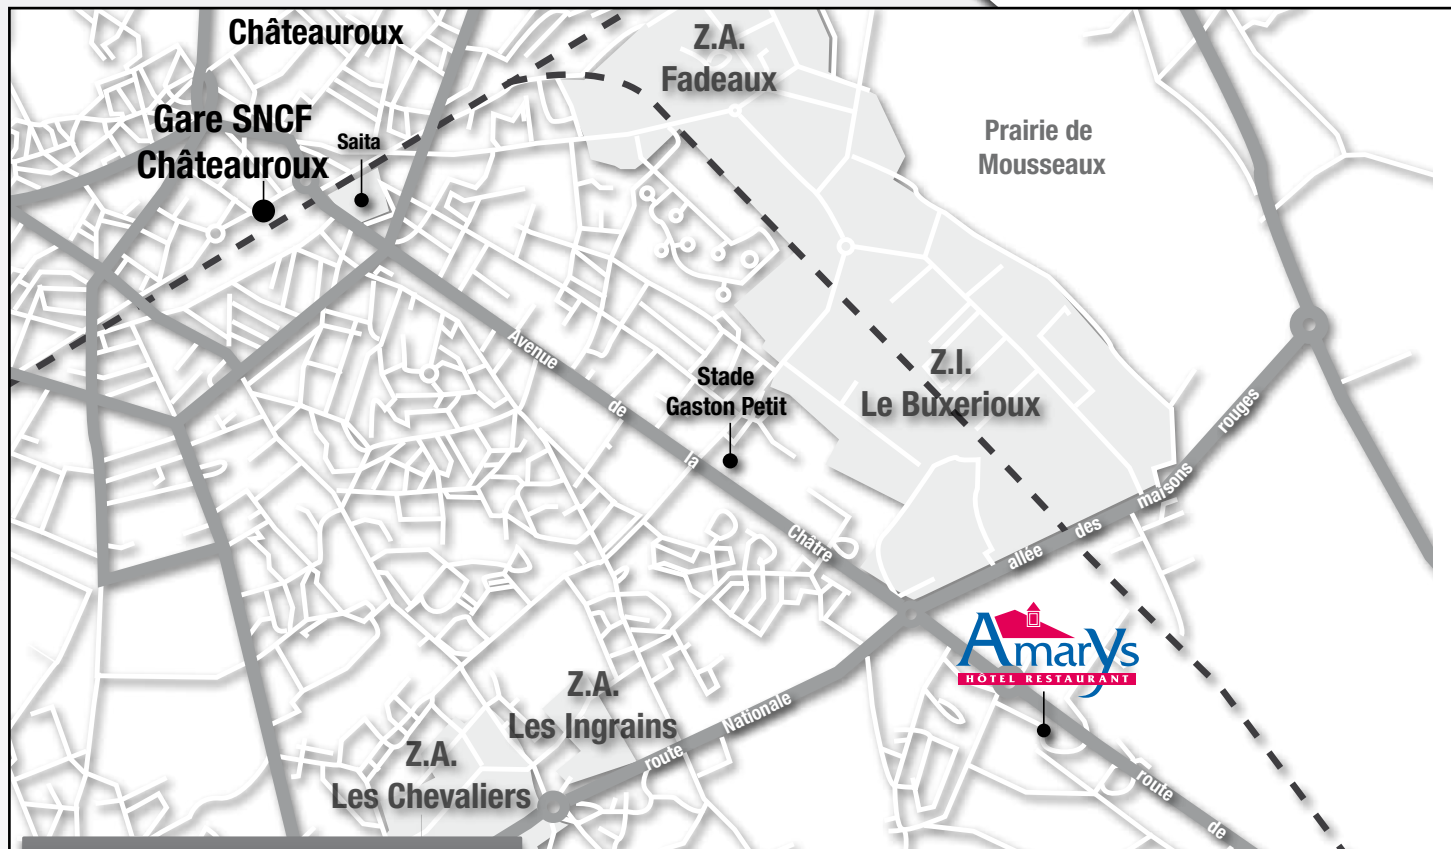 Châteauroux
Z.A.
Fadeaux
Gare SNCF
Châteauroux
Saita
Prairie de
Mousseaux
Avenue de la Châtre
Stade
Gaston Petit
Z.I.
Le Buxerioux
allée des maisons rouges
Amarys
HÔTEL RESTAURANT
Z.A.
Les Ingrains
route Nationale
Z.A.
Les Chevaliers
route de